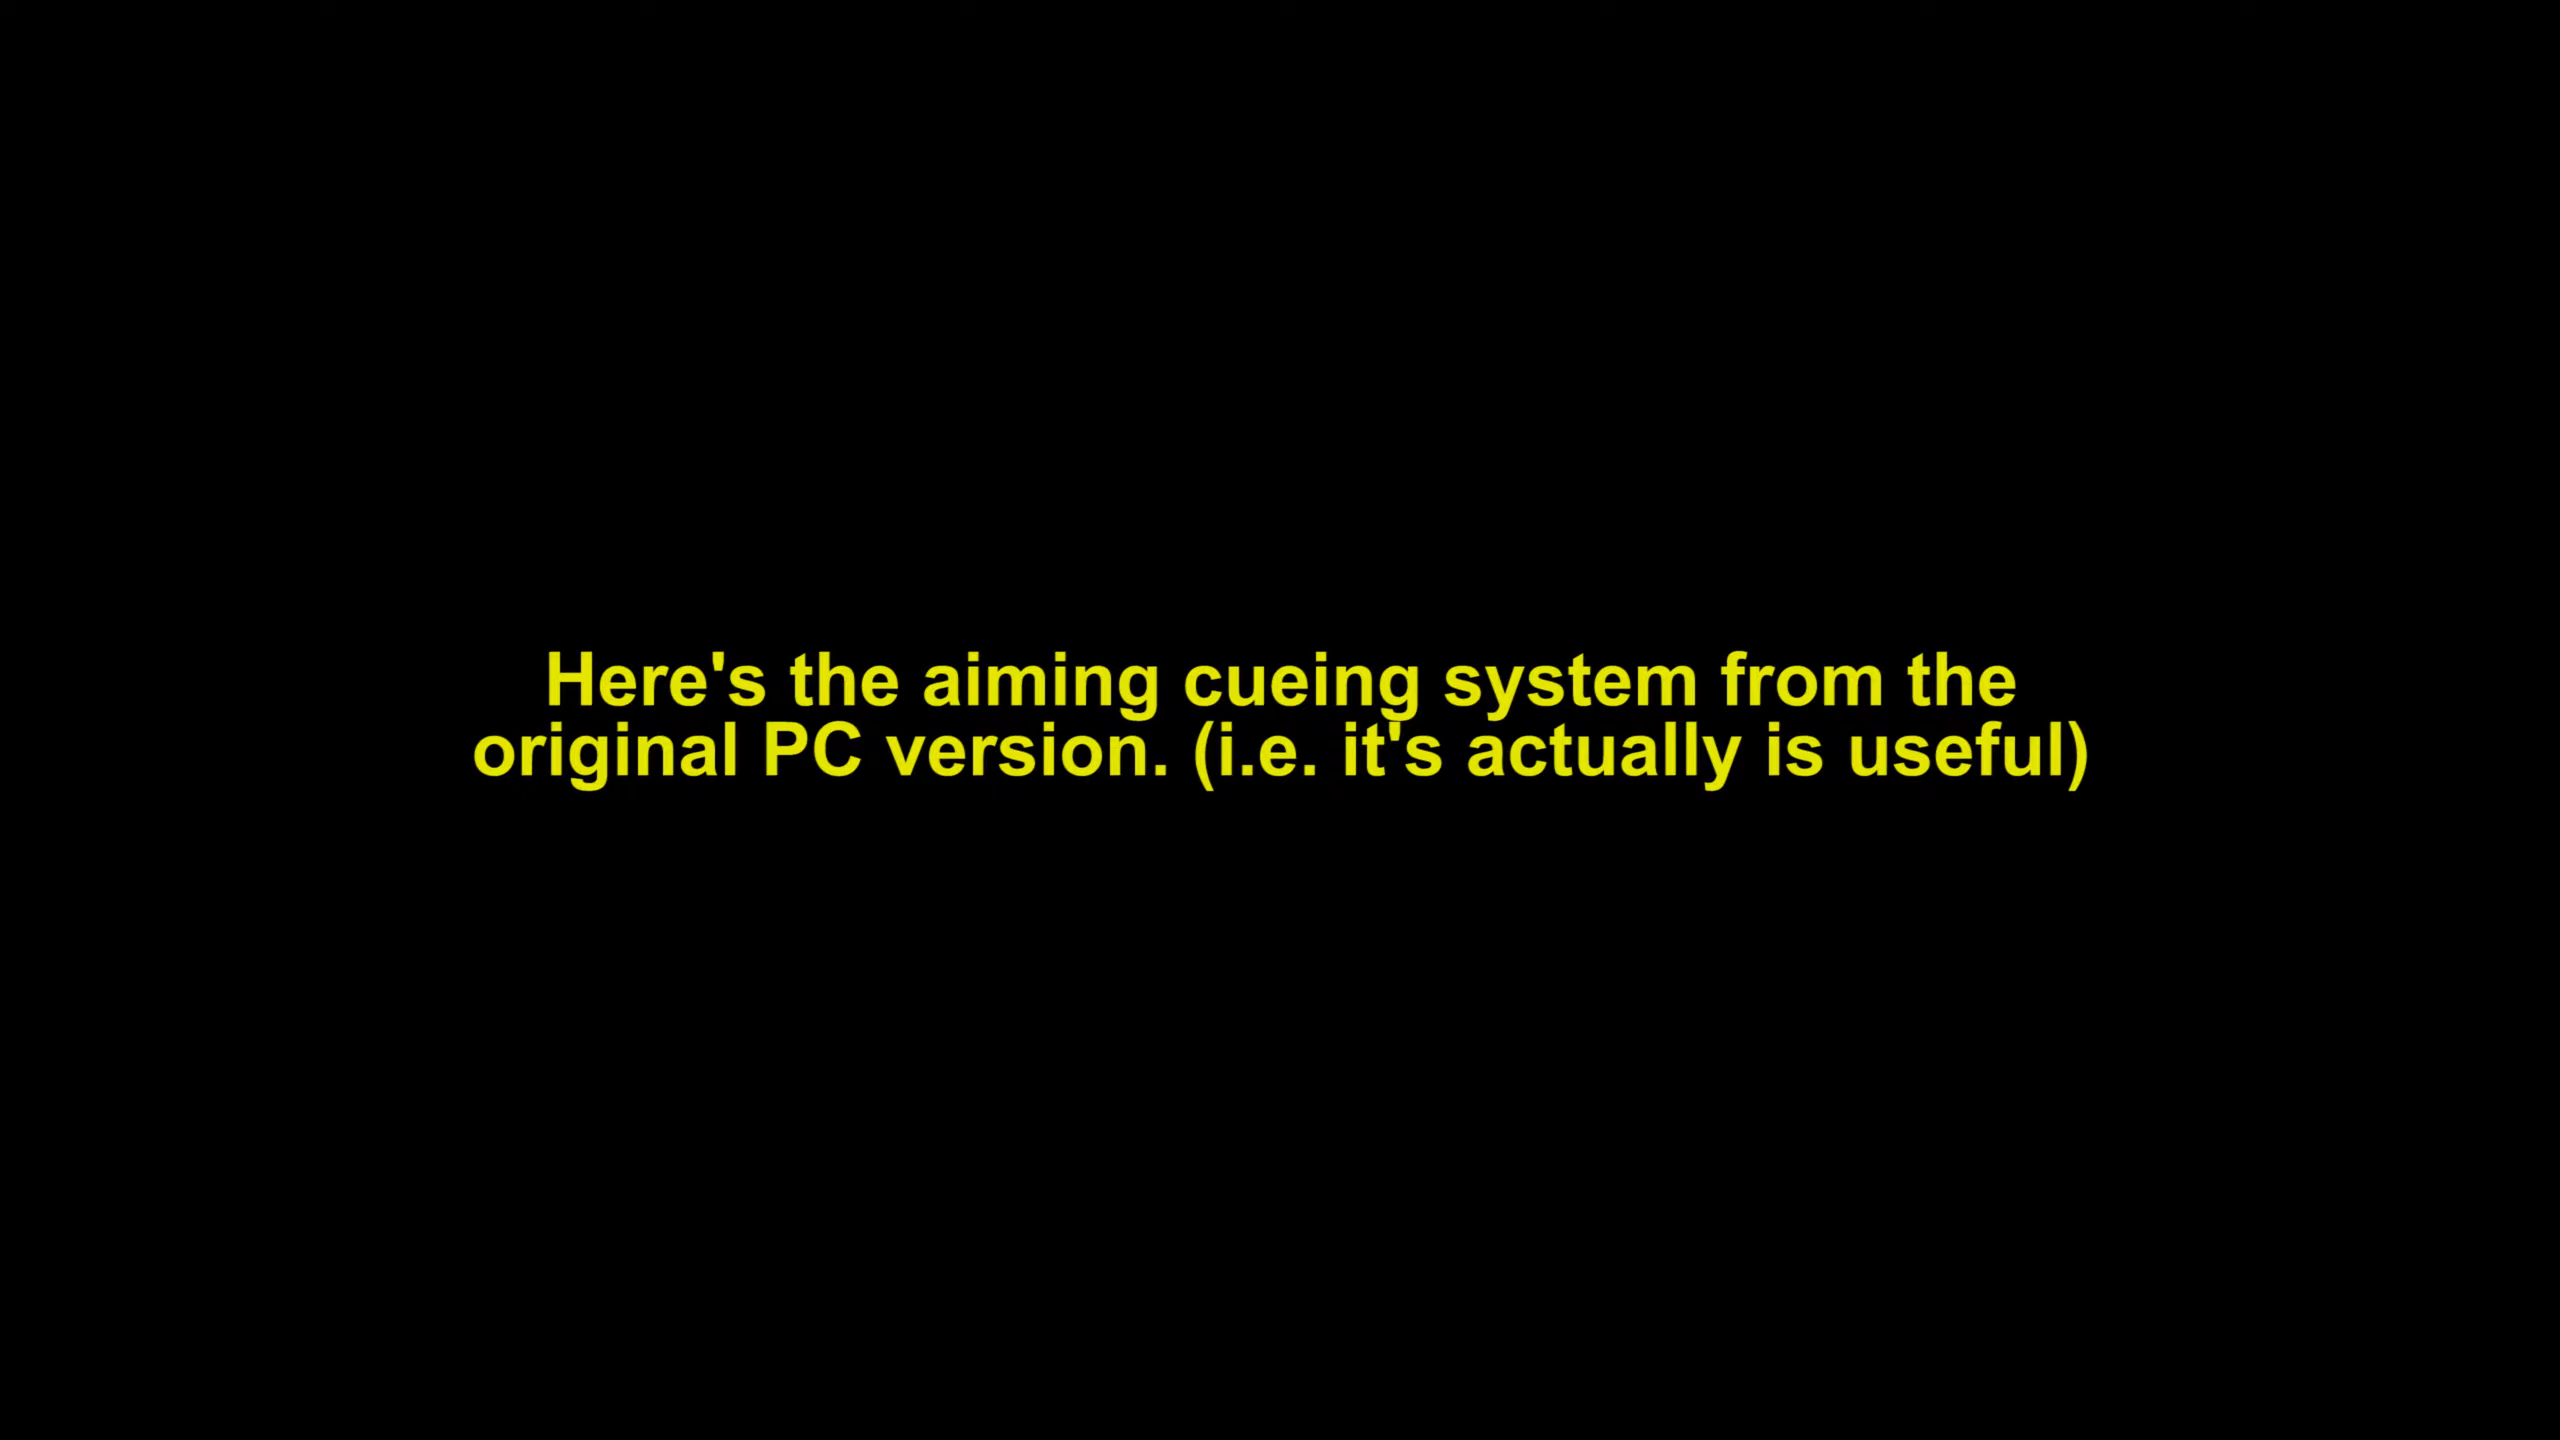 Here's the aiming cueing system from the
original PC version. (i.e. it's actually is useful)